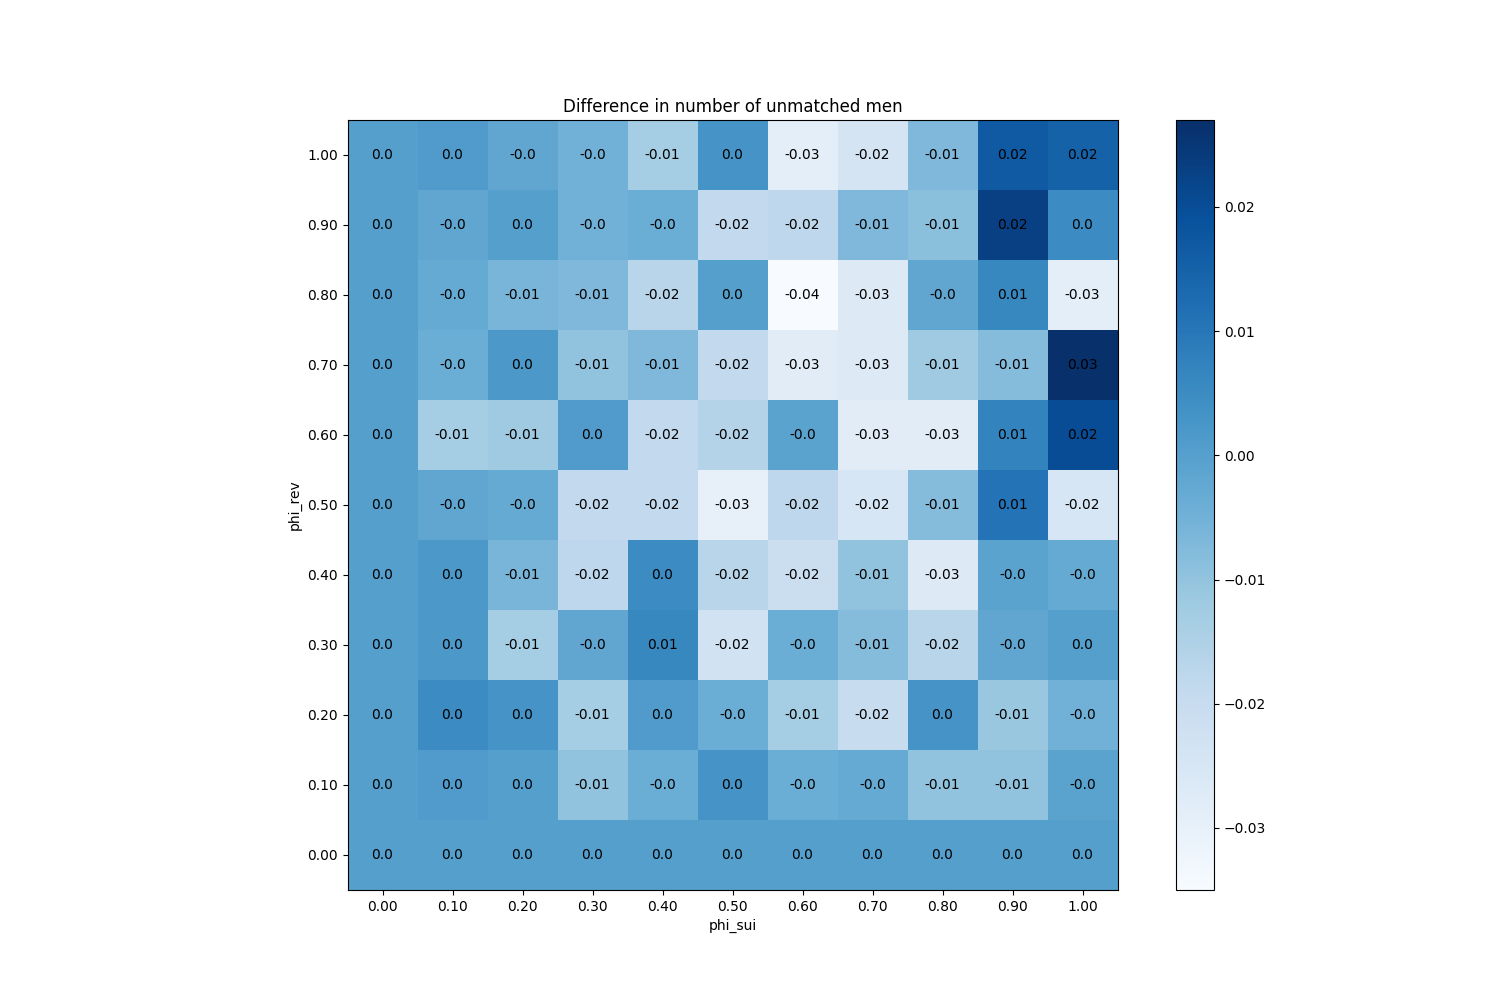 Difference in number of unmatched men
1.00 0.0 0.0 -0.0 -0.0 -0.01 0.0 -0.03 -0.02 -0.01 0.02 0.02
0.90 0.0 -0.0 0.0 -0.0 -0.0 -0.02 -0.02 -0.01 -0.01 0.02 0.0
0.02
0.80 0.0 -0.0 -0.01 -0.01 -0.02 0.0 -0.04 -0.03 -0.0 0.01 -0.03
0.01
0.70 0.0 -0.0 0.0 -0.01 -0.01 -0.02 -0.03 -0.03 -0.01 -0.01 0.03
0.60 0.0 -0.01 -0.01 0.0 -0.02 -0.02 -0.0 -0.03 -0.03 0.01 0.02
0.00
phi_rev
0.50 0.0 -0.0 -0.0 -0.02 -0.02 -0.03 -0.02 -0.02 -0.01 0.01 -0.02
0.40 0.0 0.0 -0.01 -0.02 0.0 -0.02 -0.02 -0.01 -0.03 -0.0 -0.0
−0.01
0.30 0.0 0.0 -0.01 -0.0 0.01 -0.02 -0.0 -0.01 -0.02 -0.0 0.0
−0.02
0.20 0.0 0.0 0.0 -0.01 0.0 -0.0 -0.01 -0.02 0.0 -0.01 -0.0
0.10 0.0 0.0 0.0 -0.01 -0.0 0.0 -0.0 -0.0 -0.01 -0.01 -0.0
−0.03
0.00 0.0 0.0 0.0 0.0 0.0 0.0 0.0 0.0 0.0 0.0 0.0
0.00 0.10 0.20 0.30 0.40 0.50 0.60 0.70 0.80 0.90 1.00
phi_sui